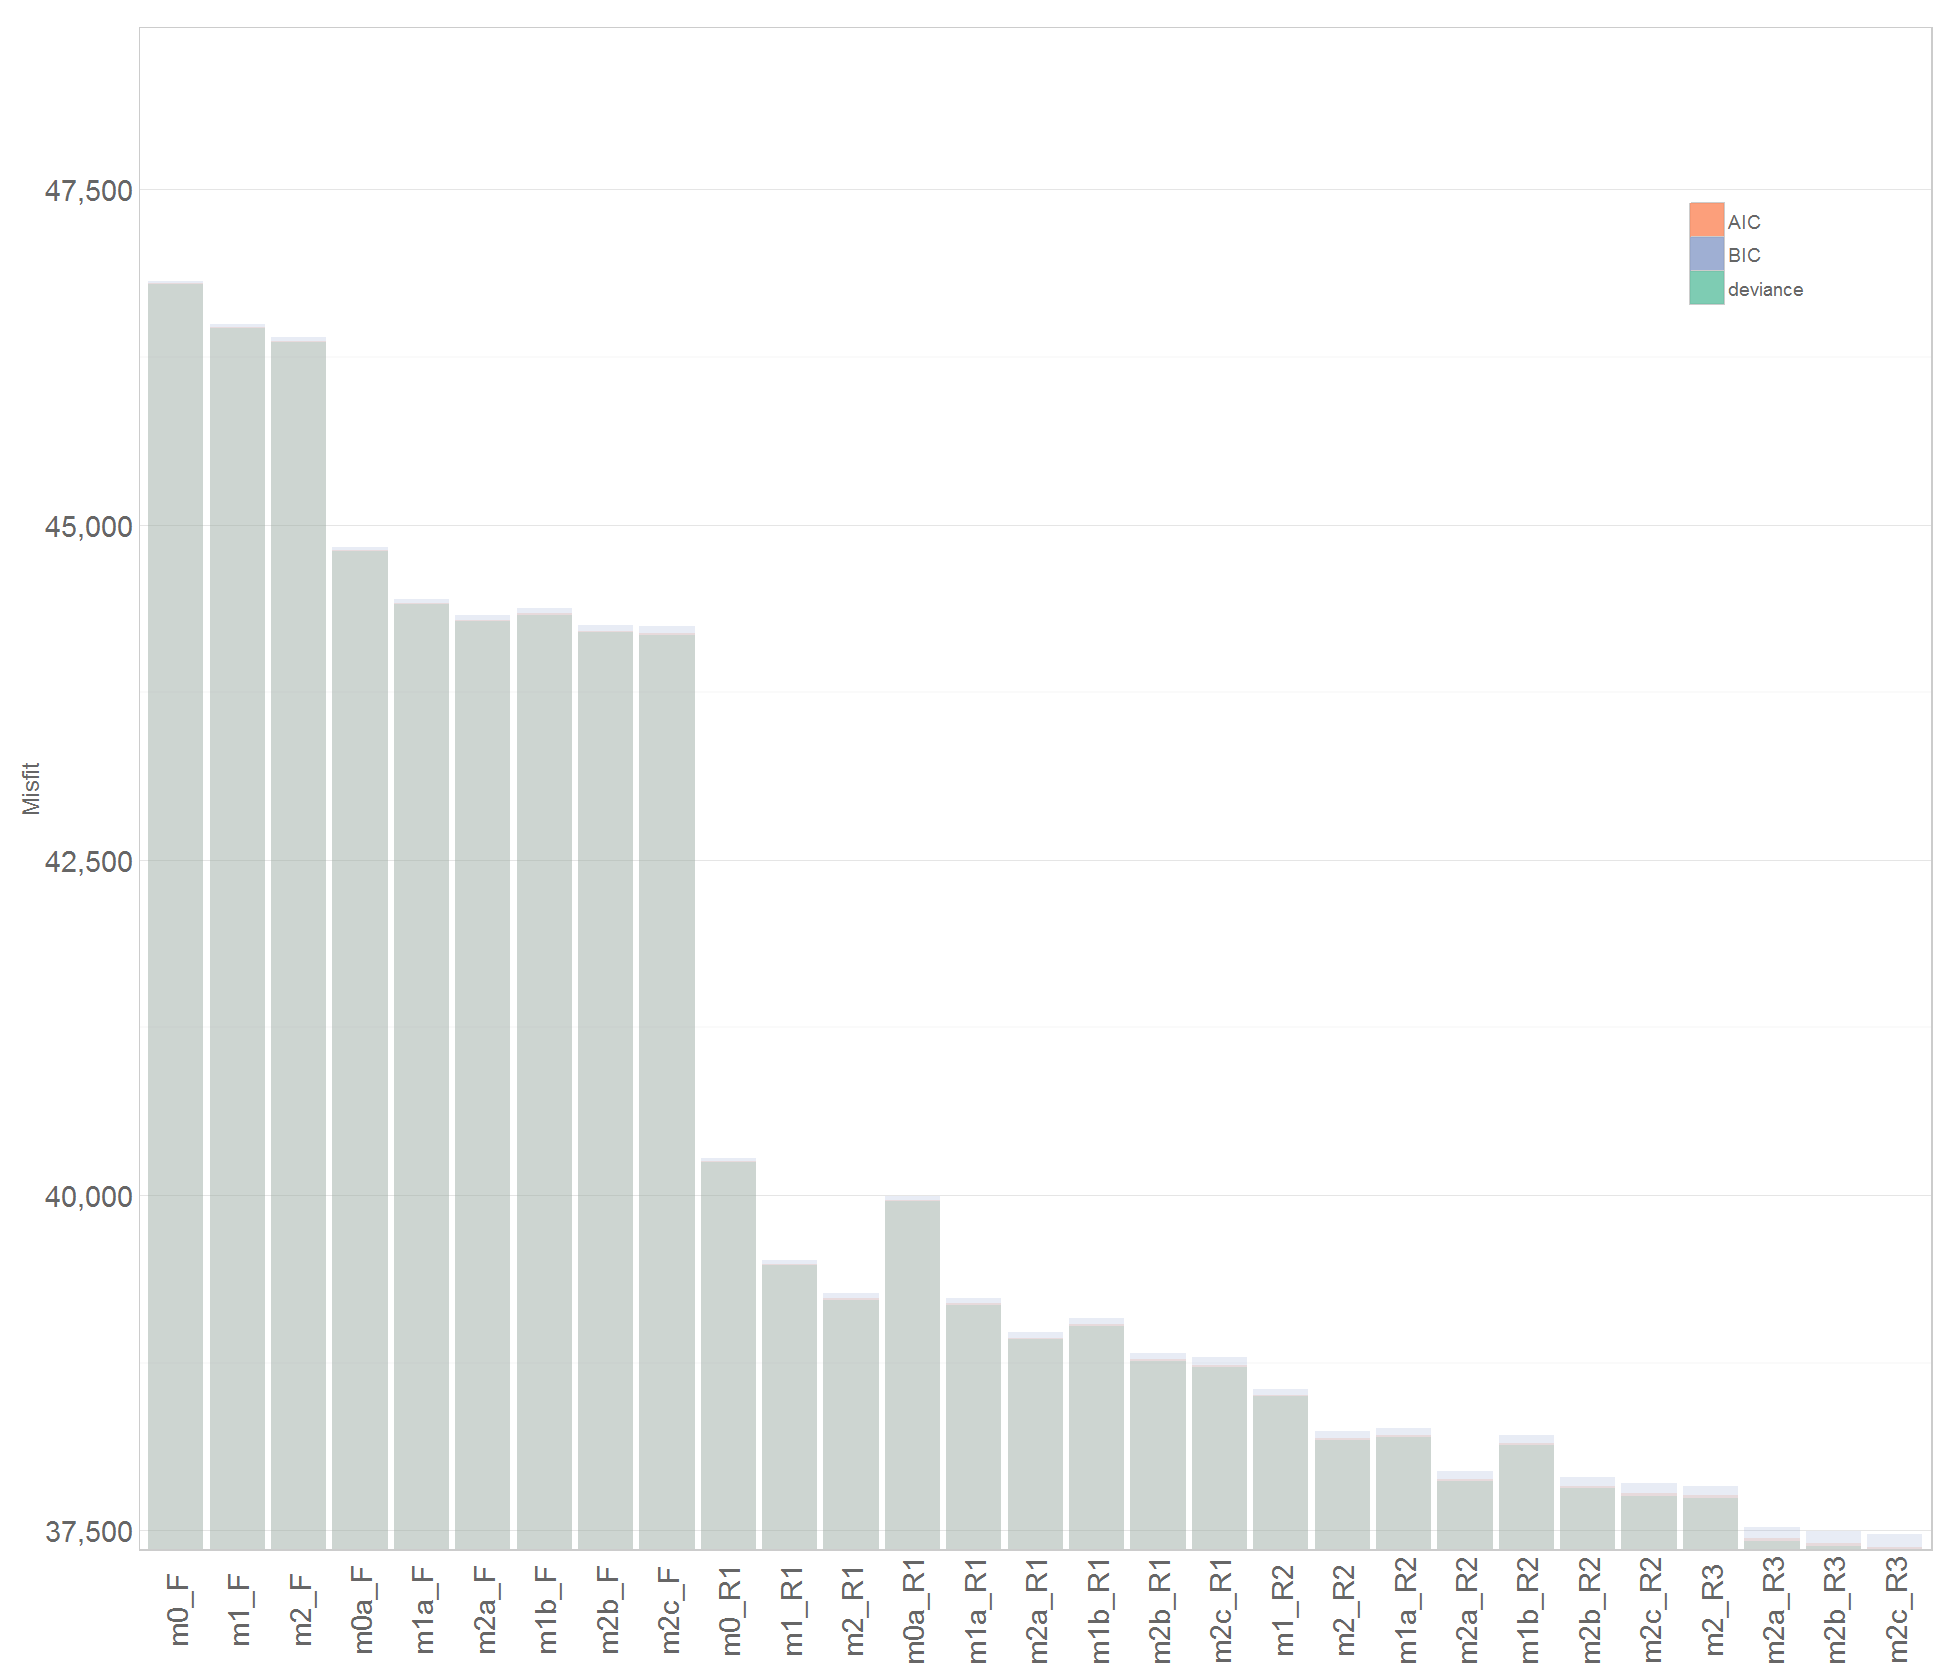 47,500
AIC
BIC
deviance
45,000
Misfit
42,500
40,000
37,500
m0_F
m1_F
m2_F
m0a_F
m1a_F
m2a_F
m1b_F
m2b_F
m2c_F
m0_R1
m1_R1
m2_R1
m0a_R1
m1a_R1
m2a_R1
m1b_R1
m2b_R1
m2c_R1
m1_R2
m2_R2
m1a_R2
m2a_R2
m1b_R2
m2b_R2
m2c_R2
m2_R3
m2a_R3
m2b_R3
m2c_R3